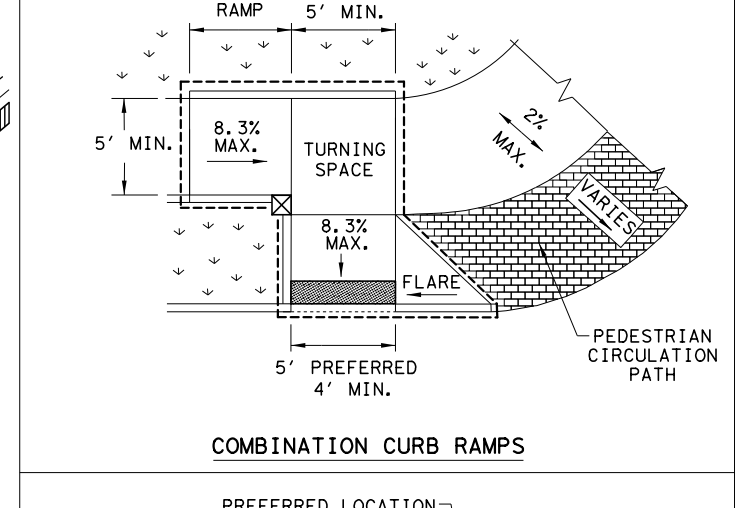 RAMP
5' MIN.
5' MIN.
8.3%
MAX.
TURNING
SPACE
2%
MAX.
VARIES
8.3%
MAX.
FLARE
PEDESTRIAN
CIRCULATION
PATH
5' PREFERRED
4' MIN.
COMBINATION CURB RAMPS
PREFERRED LOCATION